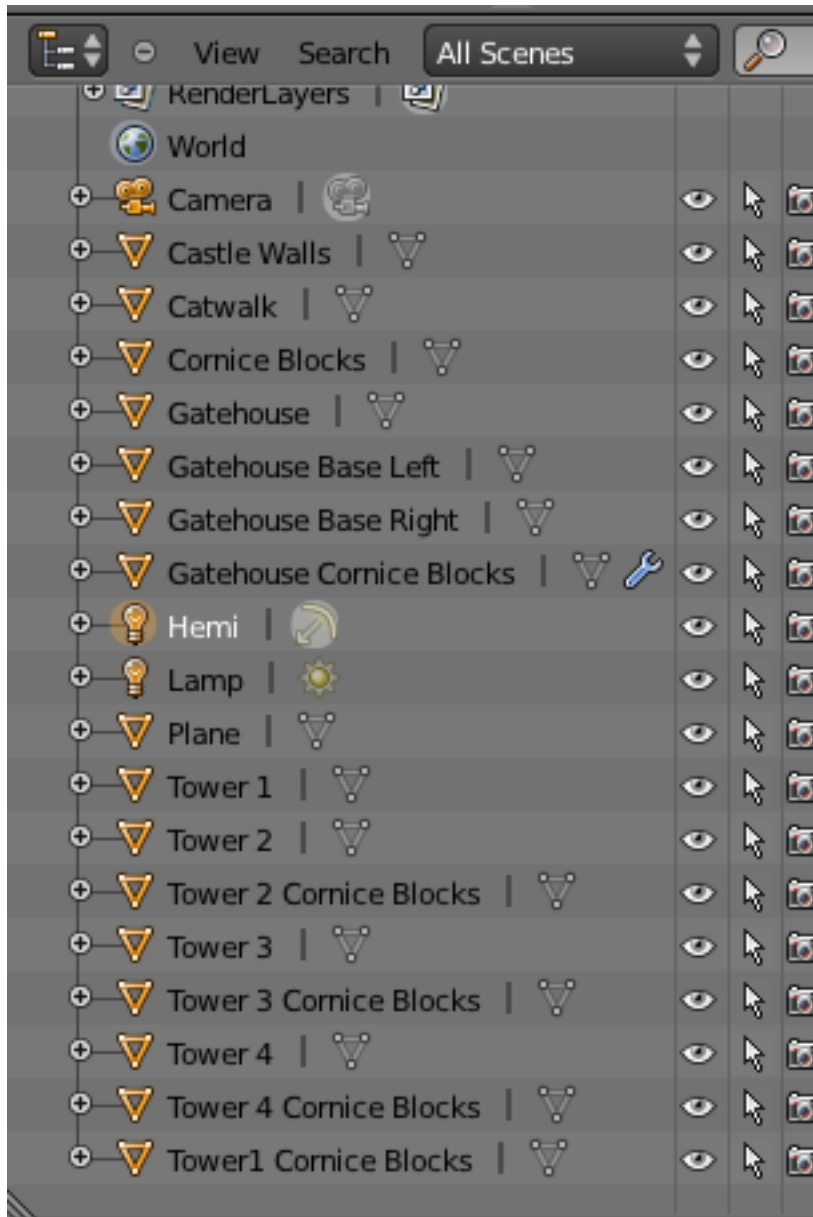 View Search All Scenes
RenderLayers
World
Camera
Castle Walls
Catwalk
Cornice Blocks
Gatehouse
Gatehouse Base Left
Gatehouse Base Right
Gatehouse Cornice Blocks
Hemi
Lamp
Plane
Tower 1
Tower 2
Tower 2 Cornice Blocks
Tower 3
Tower 3 Cornice Blocks
Tower 4
Tower 4 Cornice Blocks
Tower1 Cornice Blocks